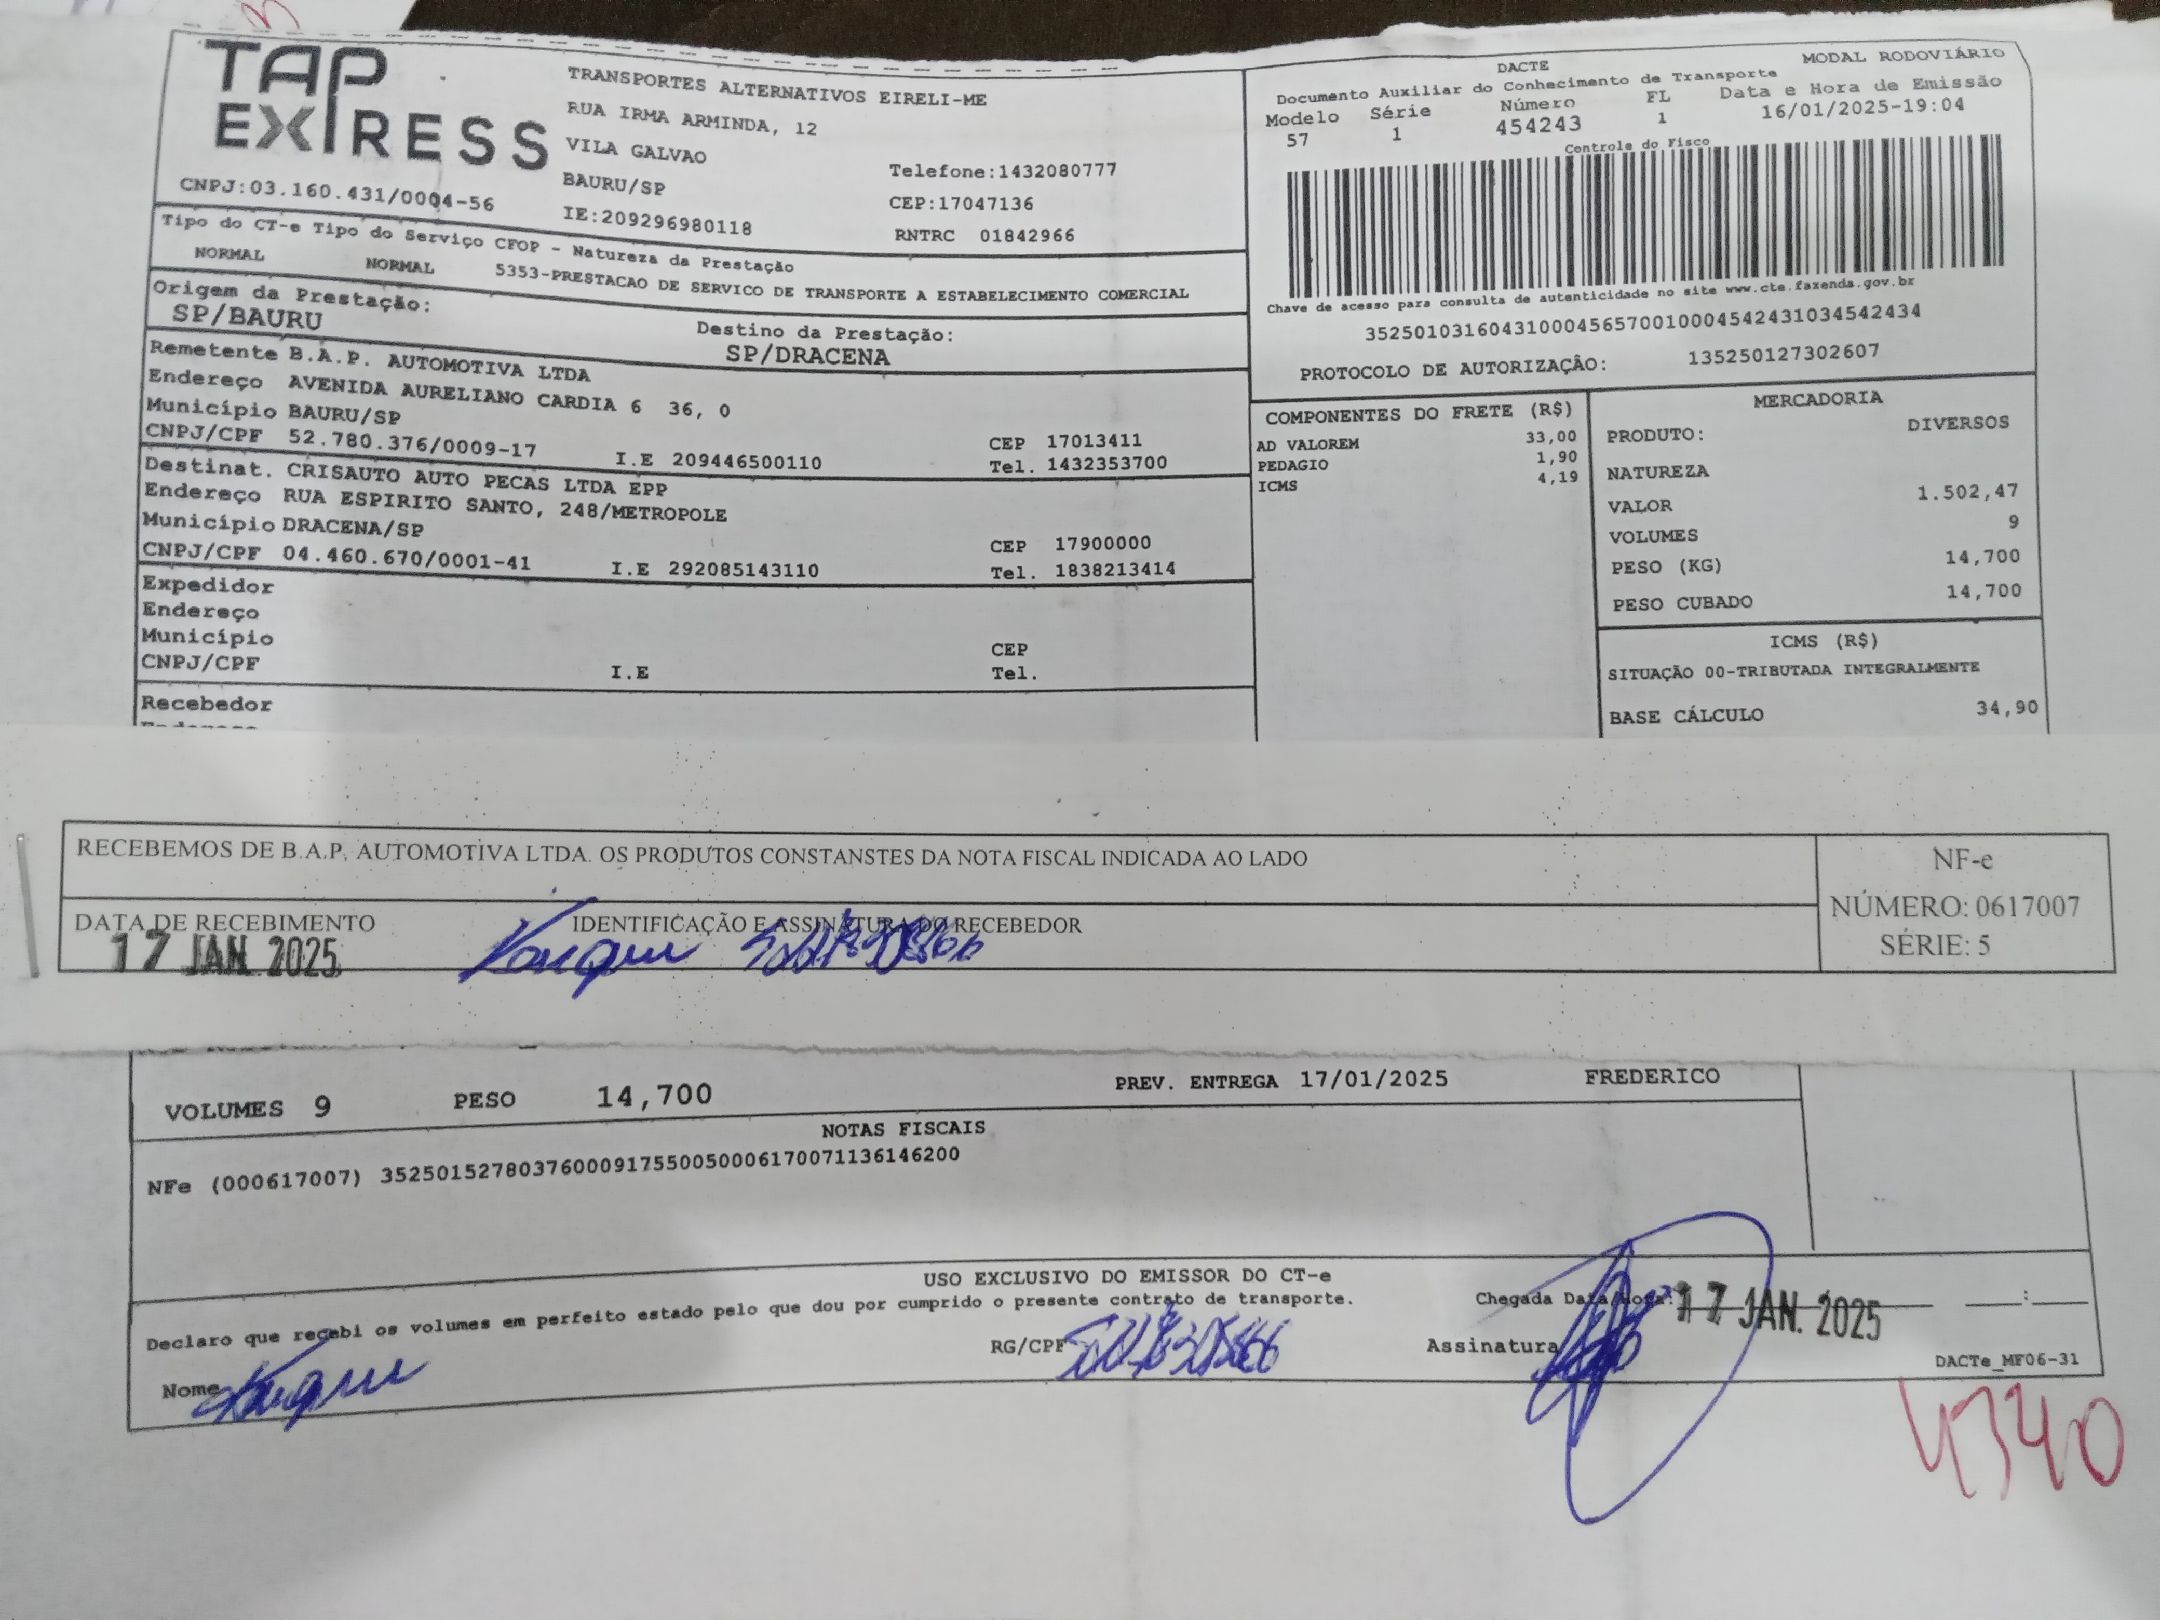 TAP EXPRESS
TRANSPORTES ALTERNATIVOS EIRELI-ME
RUA IRMA ARMINDA, 12
VILA GALVAO
BAURU/SP
Telefone:1432080777
CEP:17047136
CNPJ:03.160.431/0004-56
IE:209296980118
RNTRC 01842966
DACTE
MODAL RODOVIÁRIO
Documento Auxiliar do Conhecimento de Transporte
Modelo Série Número FL Data e Hora de Emissão
57 1 454243 1 16/01/2025-19:04
Controle do Fisco
Chave de acesso para consulta de autenticidade no site www.cte.fazenda.gov.br
35250103160431000456570010004542431034542434
PROTOCOLO DE AUTORIZAÇÃO: 135250127302607
Tipo do CT-e Tipo do Serviço CFOP - Natureza da Prestação
NORMAL NORMAL 5353-PRESTACAO DE SERVICO DE TRANSPORTE A ESTABELECIMENTO COMERCIAL
Origem da Prestação: Destino da Prestação:
SP/BAURU SP/DRACENA
Remetente B.A.P. AUTOMOTIVA LTDA
Endereço AVENIDA AURELIANO CARDIA 6 36, 0
Município BAURU/SP CEP 17013411
CNPJ/CPF 52.780.376/0009-17 I.E 209446500110 Tel. 1432353700
Destinat. CRISAUTO AUTO PECAS LTDA EPP
Endereço RUA ESPIRITO SANTO, 248/METROPOLE
Município DRACENA/SP CEP 17900000
CNPJ/CPF 04.460.670/0001-41 I.E 292085143110 Tel. 1838213414
Expedidor
Endereço
Município CEP
CNPJ/CPF I.E Tel.
Recebedor
COMPONENTES DO FRETE (R$)
AD VALOREM 33,00
PEDAGIO 1,90
ICMS 4,19
MERCADORIA
PRODUTO: DIVERSOS
NATUREZA
VALOR 1.502,47
VOLUMES 9
PESO (KG) 14,700
PESO CUBADO 14,700
ICMS (R$)
SITUAÇÃO 00-TRIBUTADA INTEGRALMENTE
BASE CÁLCULO 34,90
RECEBEMOS DE B.A.P. AUTOMOTIVA LTDA. OS PRODUTOS CONSTANSTES DA NOTA FISCAL INDICADA AO LADO
DATA DE RECEBIMENTO IDENTIFICAÇÃO E ASSINATURA DO RECEBEDOR
17 JAN. 2025
NF-e
NÚMERO: 0617007
SÉRIE: 5
VOLUMES 9 PESO 14,700 PREV. ENTREGA 17/01/2025 FREDERICO
NOTAS FISCAIS
NFe (000617007) 35250152780376000917550050006170071136146200
USO EXCLUSIVO DO EMISSOR DO CT-e
Declaro que recebi os volumes em perfeito estado pelo que dou por cumprido o presente contrato de transporte.
Chegada Data/Hora: 17 JAN. 2025
Nome RG/CPF Assinatura
DACTe_MF06-31
4340